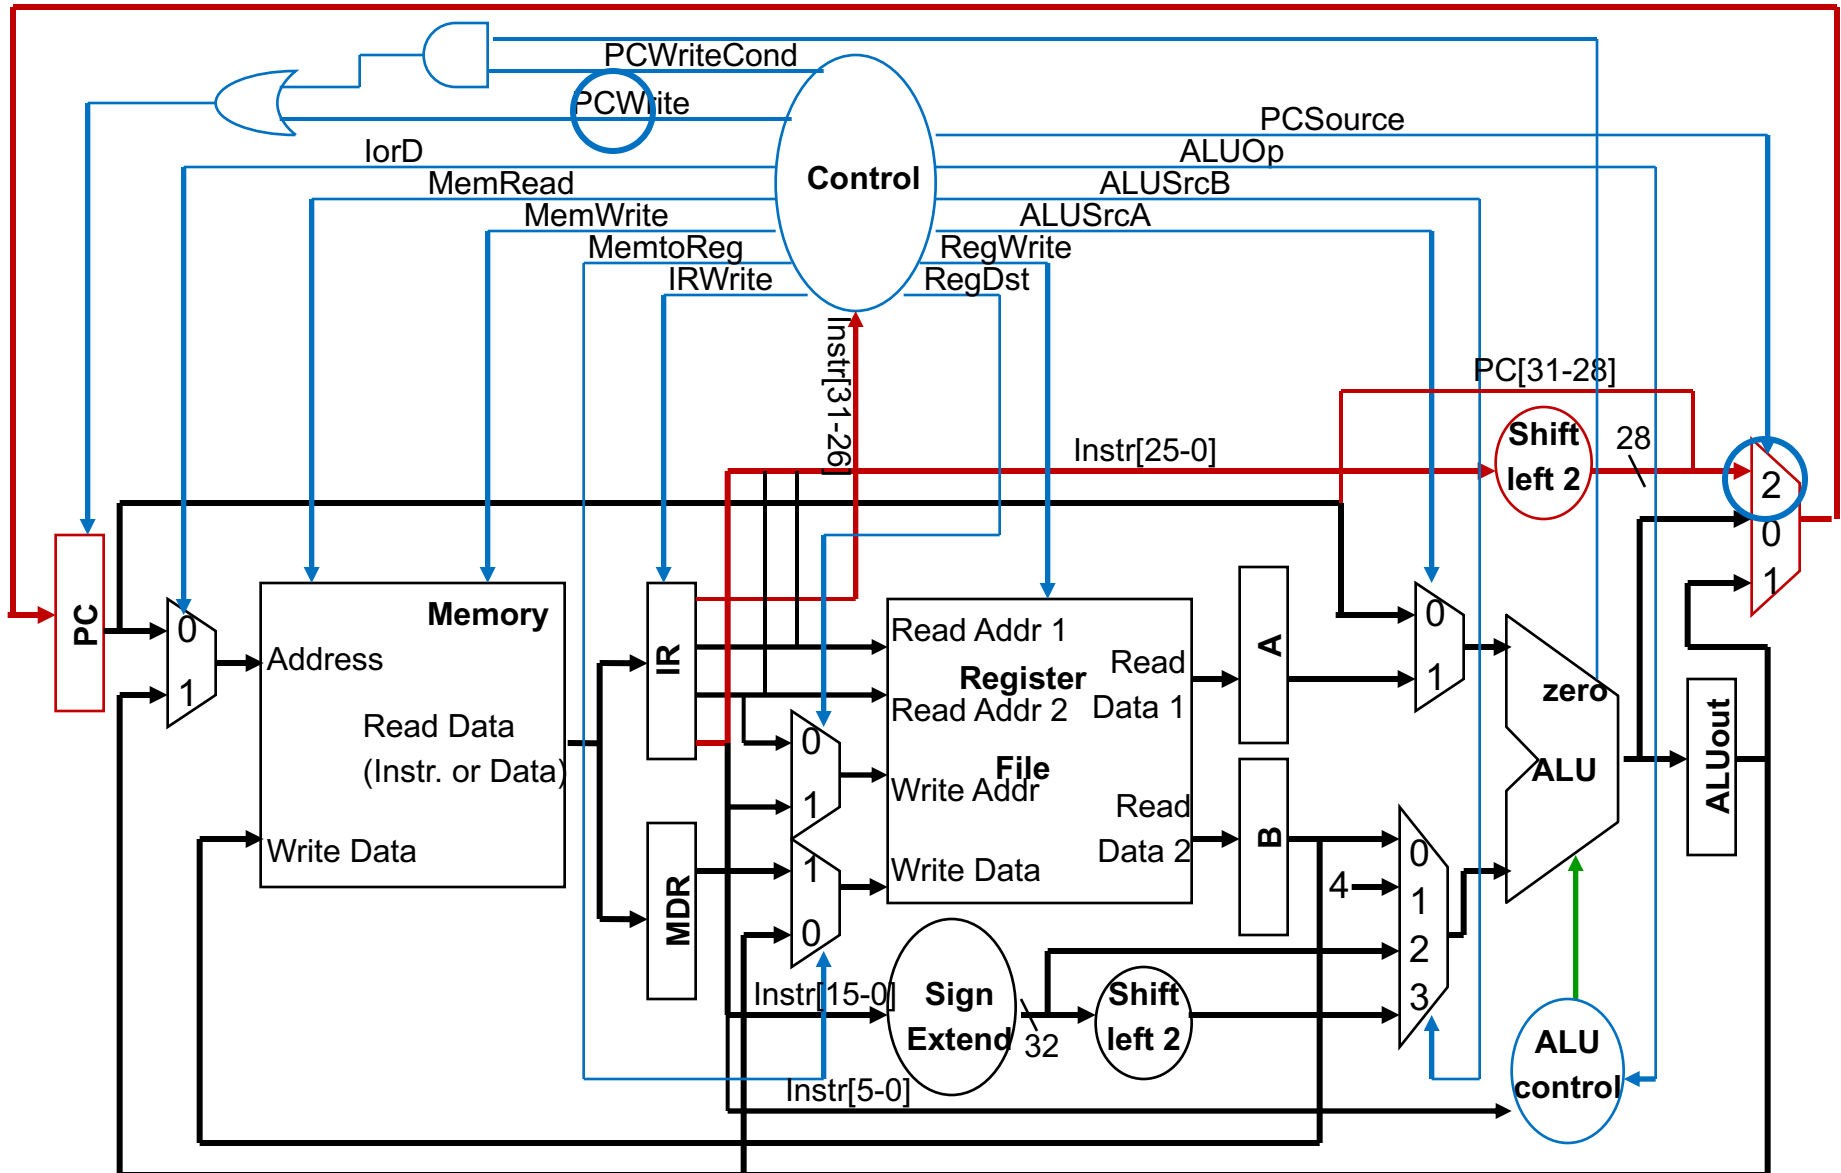 PCWriteCond
PCWrite
PCSource
IorD
ALUOp
MemRead
Control
ALUSrcB
MemWrite
ALUSrcA
MemtoReg
RegWrite
IRWrite
RegDst
Instr[31-26]
PC[31-28]
Instr[25-0]
Shift
left 2
28
2
0
1
PC
0
1
Memory
Address
Read Data
(Instr. or Data)
Write Data
IR
MDR
0
1
1
0
Read Addr 1
Register
Read Addr 2
File
Write Addr
Write Data
Read
Data 1
Read
Data 2
A
B
0
1
4
0
1
2
3
zero
ALU
ALUout
Instr[15-0]
Sign
Extend
32
Shift
left 2
ALU
control
Instr[5-0]